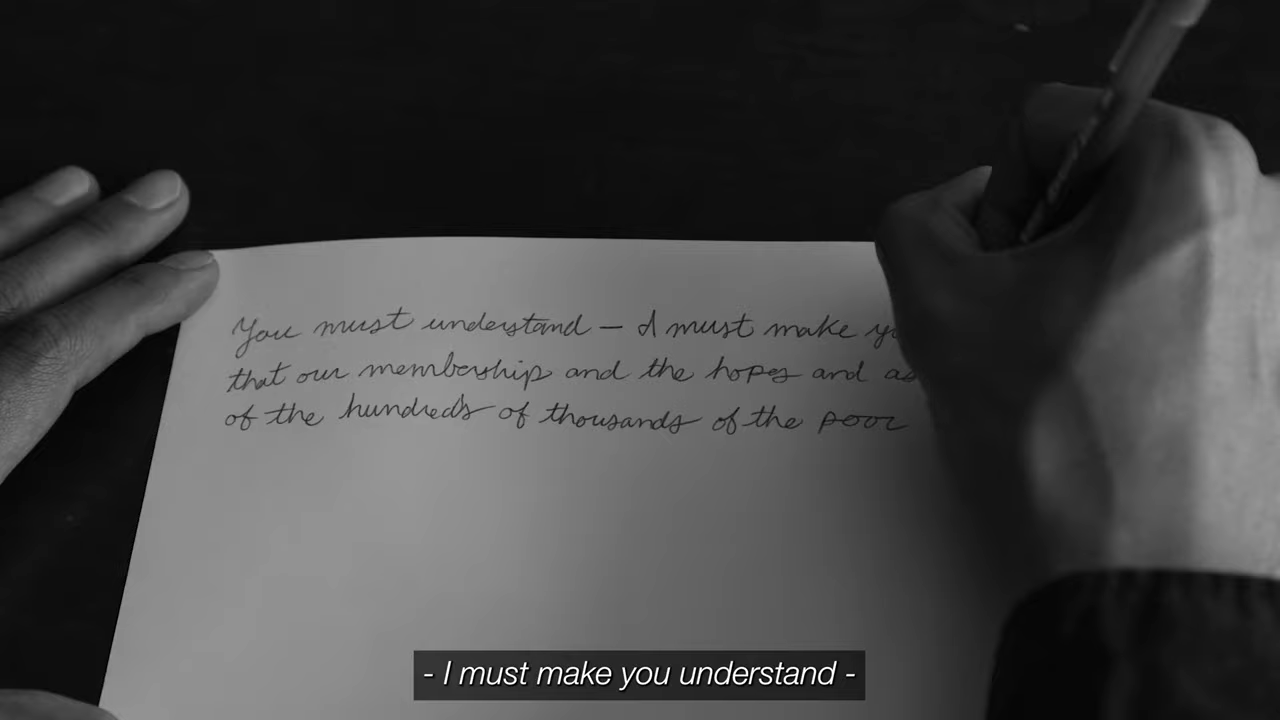 You must understand — I must make
that our membership and the hopes and
of the hundreds of thousands of the poor
- I must make you understand -